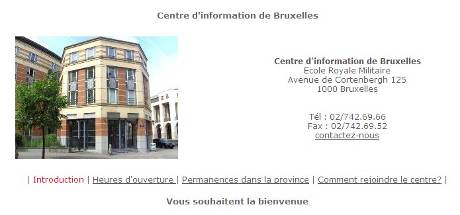 Centre d'information de Bruxelles
Centre d'information de Bruxelles
Ecole Royale Militaire
Avenue de Cortenbergh 125
1000 Bruxelles
Tél : 02/742.69.66
Fax : 02/742.69.52
contactez-nous
| Introduction | Heures d'ouverture | Permanences dans la province | Comment rejoindre le centre? |
Vous souhaitent la bienvenue